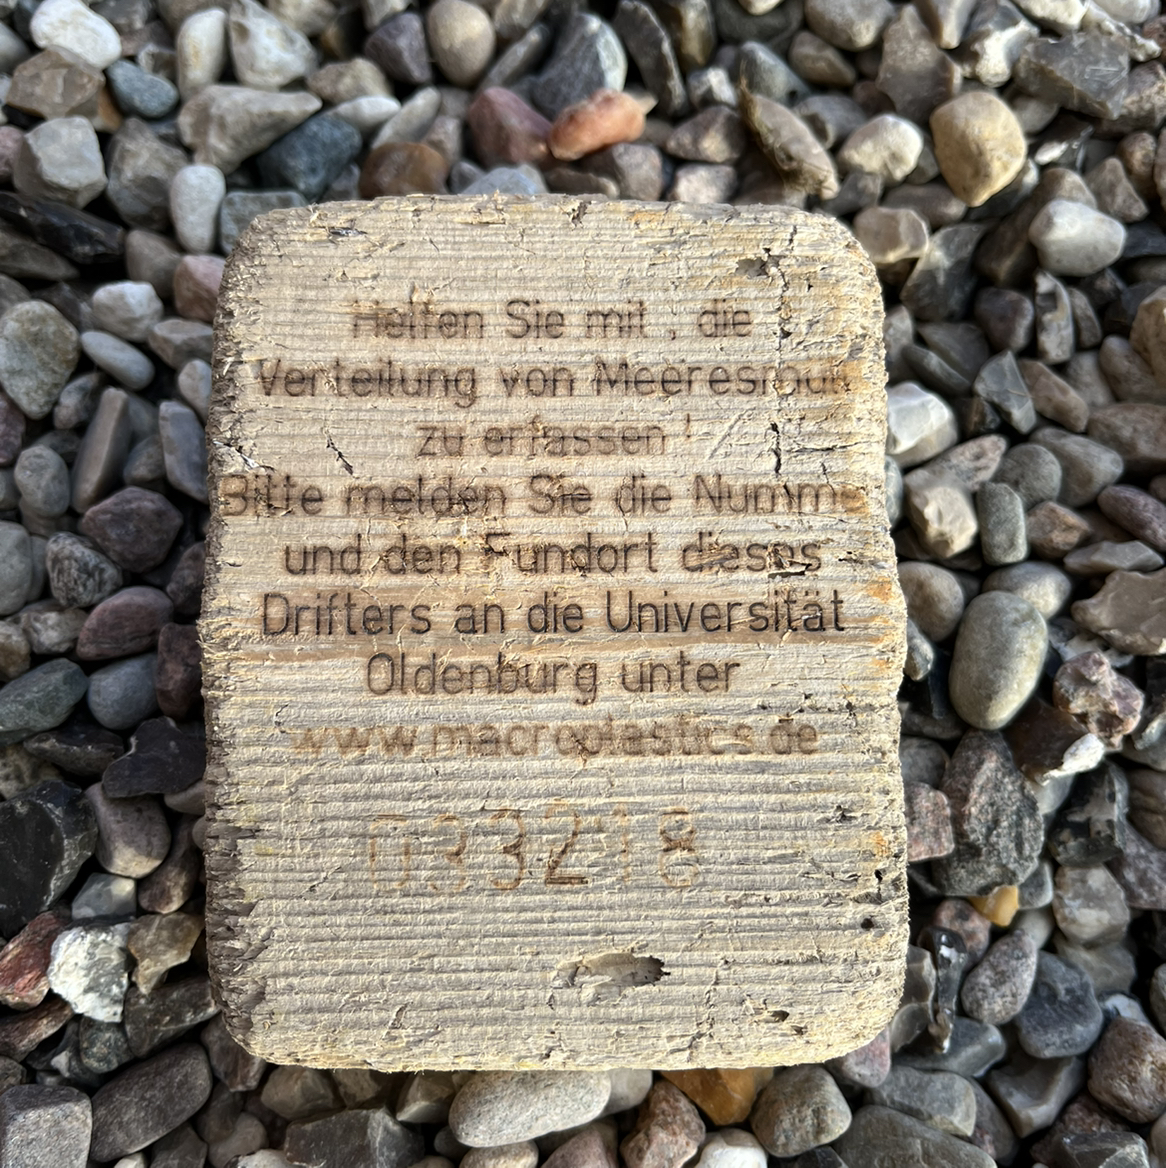 Helfen Sie mit , die
Verteilung von Meeresmüll
zu erfassen !
Bitte melden Sie die Nummer
und den Fundort dieses
Drifters an die Universität
Oldenburg unter
www.macroplastics.de
033218